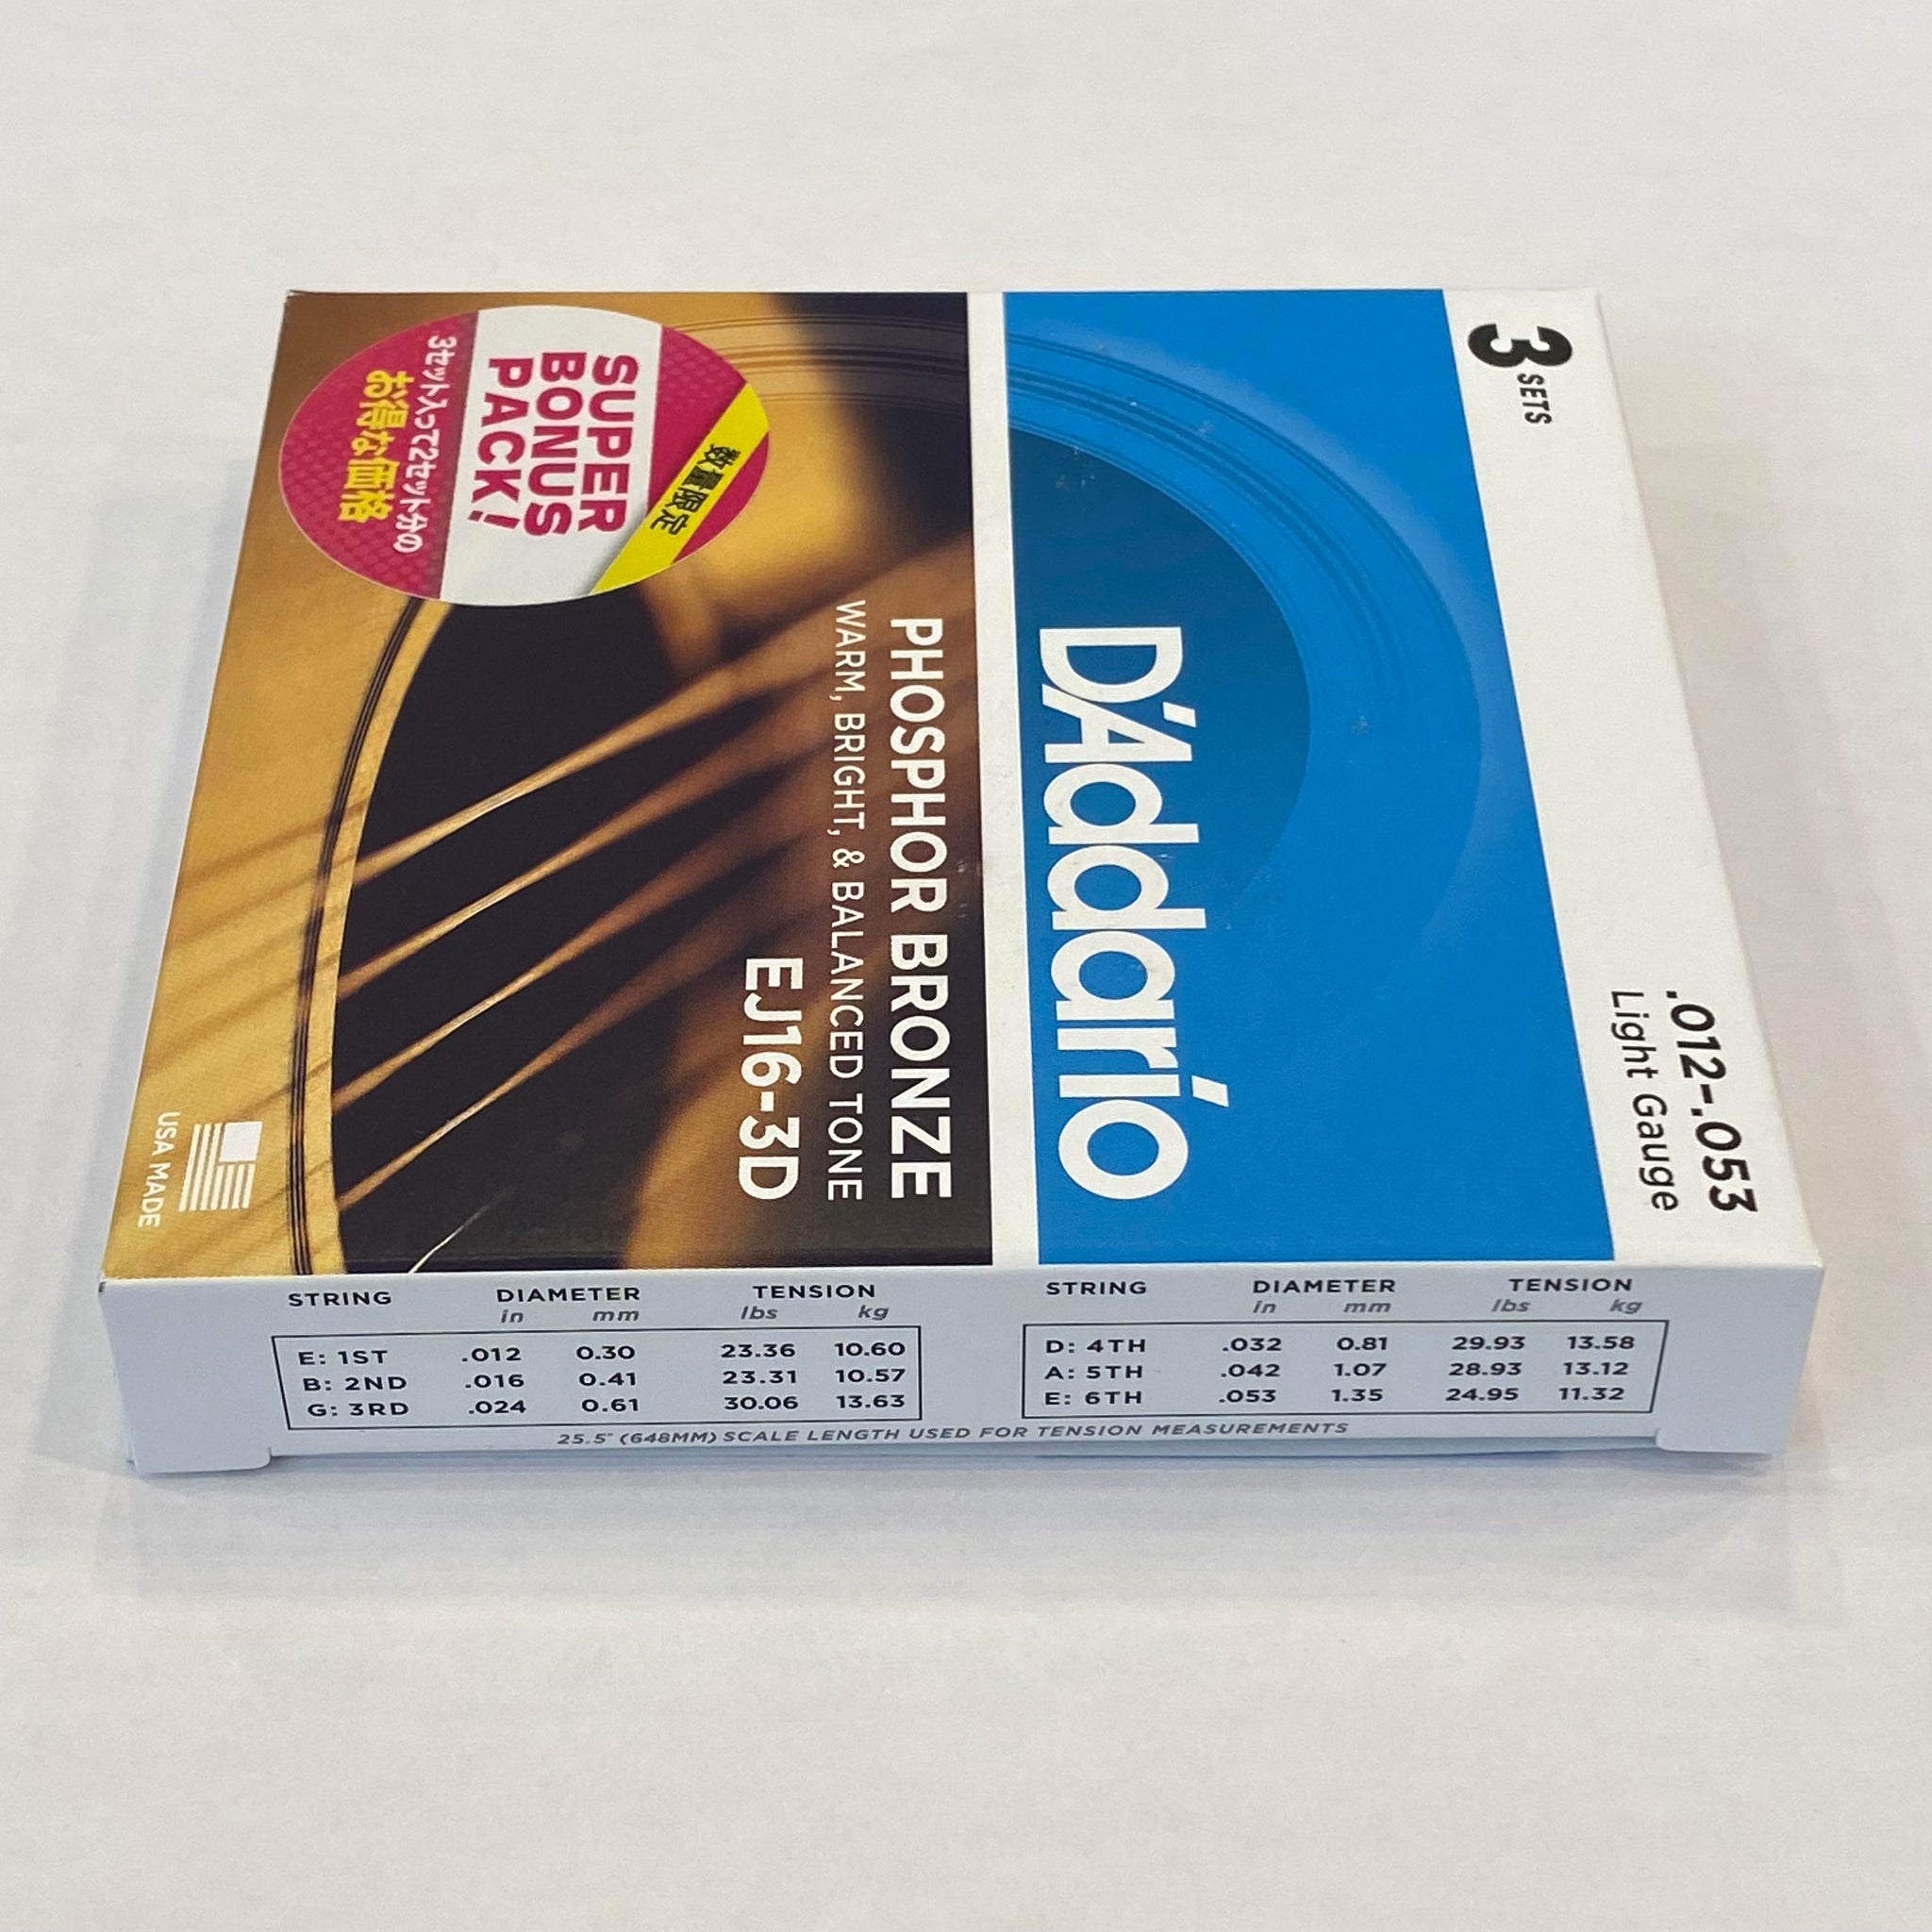 3 SETS
.012-.053
Light Gauge
D'Addario
PHOSPHOR BRONZE
WARM, BRIGHT, & BALANCED TONE
EJ16-3D
数量限定
SUPER
BONUS
PACK!
3セット入って2セット分の
お得な価格
USA MADE
STRING DIAMETER TENSION
in mm lbs kg
E: 1ST .012 0.30 23.36 10.60
B: 2ND .016 0.41 23.31 10.57
G: 3RD .024 0.61 30.06 13.63
STRING DIAMETER TENSION
in mm lbs kg
D: 4TH .032 0.81 29.93 13.58
A: 5TH .042 1.07 28.93 13.12
E: 6TH .053 1.35 24.95 11.32
25.5" (648MM) SCALE LENGTH USED FOR TENSION MEASUREMENTS